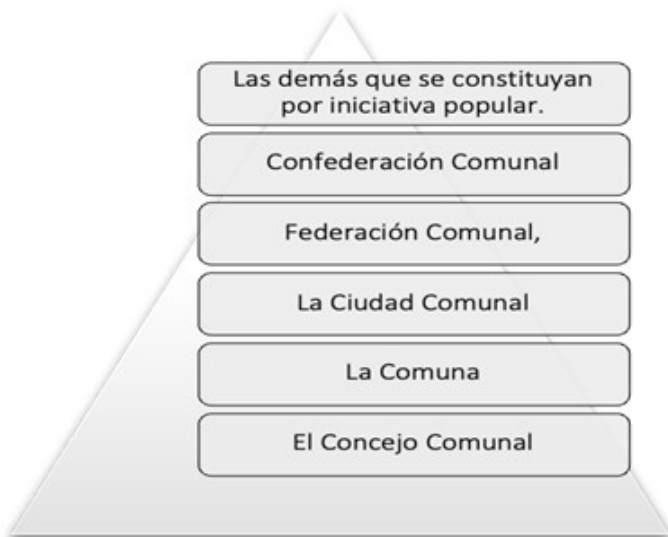 Las demás que se constituyan
por iniciativa popular.
Confederación Comunal
Federación Comunal,
La Ciudad Comunal
La Comuna
El Concejo Comunal